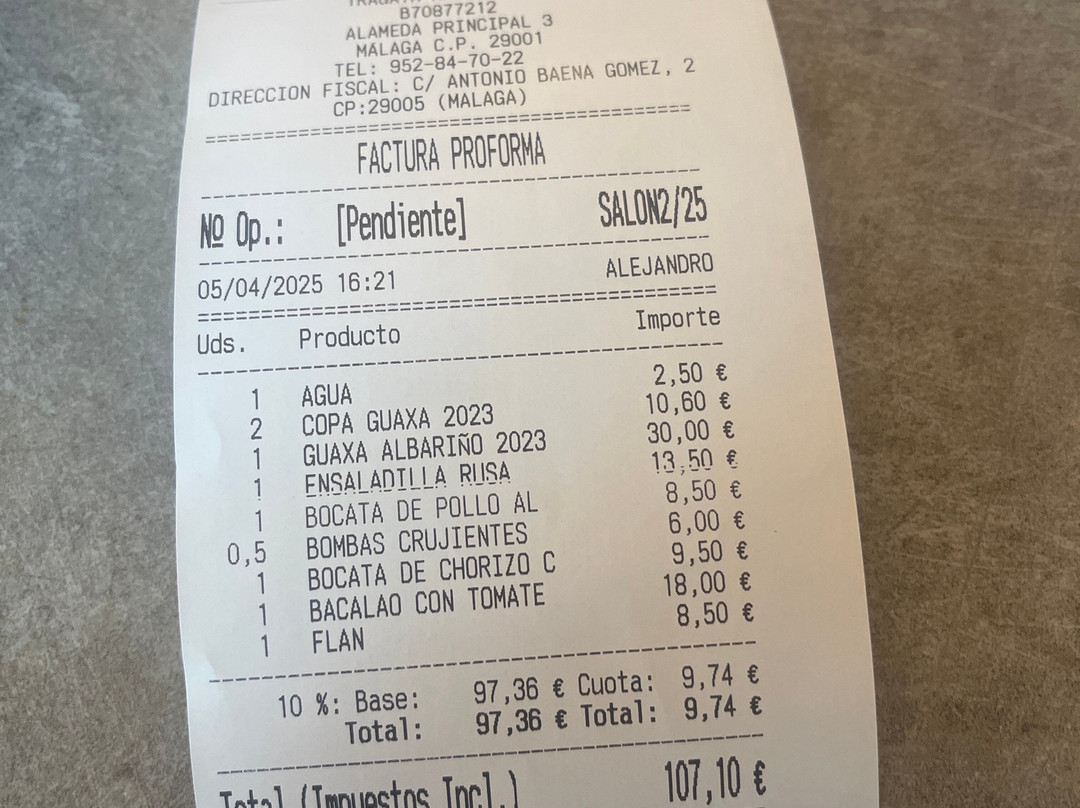 B70877212
ALAMEDA PRINCIPAL 3
MALAGA C.P. 29001
TEL: 952-84-70-22
DIRECCION FISCAL: C/ ANTONIO BAENA GOMEZ, 2
CP:29005 (MALAGA)
FACTURA PROFORMA
Nº Op.: [Pendiente] SALON2/25
05/04/2025 16:21 ALEJANDRO
Uds. Producto Importe
1 AGUA 2,50 €
2 COPA GUAXA 2023 10,60 €
1 GUAXA ALBARIÑO 2023 30,00 €
1 ENSALADILLA RUSA 13,50 €
1 BOCATA DE POLLO AL 8,50 €
0,5 BOMBAS CRUJIENTES 6,00 €
1 BOCATA DE CHORIZO C 9,50 €
1 BACALAO CON TOMATE 18,00 €
1 FLAN 8,50 €
10 %: Base: 97,36 € Cuota: 9,74 €
Total: 97,36 € Total: 9,74 €
Total (Impuestos Incl.) 107,10 €